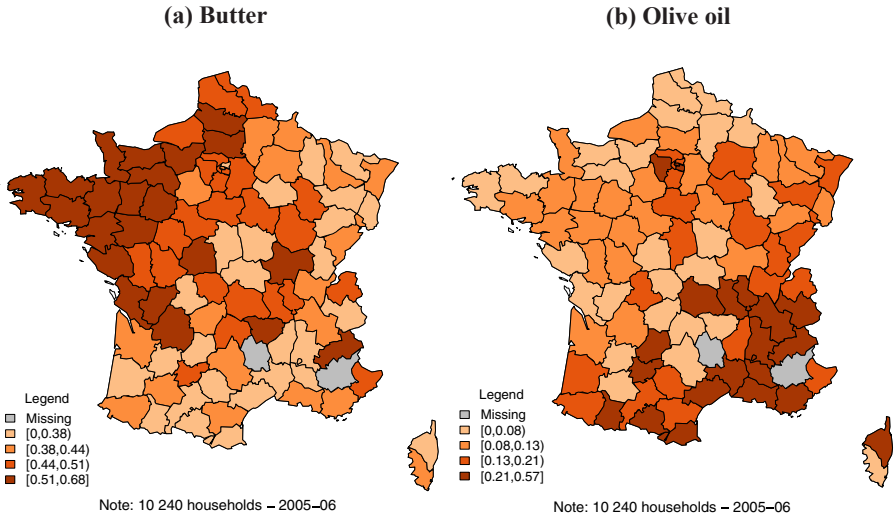 (a) Butter
Legend
Missing
[0,0.38)
[0.38,0.44)
[0.44,0.51)
[0.51,0.68]
Note: 10 240 households – 2005–06
(b) Olive oil
Legend
Missing
[0,0.08)
[0.08,0.13)
[0.13,0.21)
[0.21,0.57]
Note: 10 240 households – 2005–06